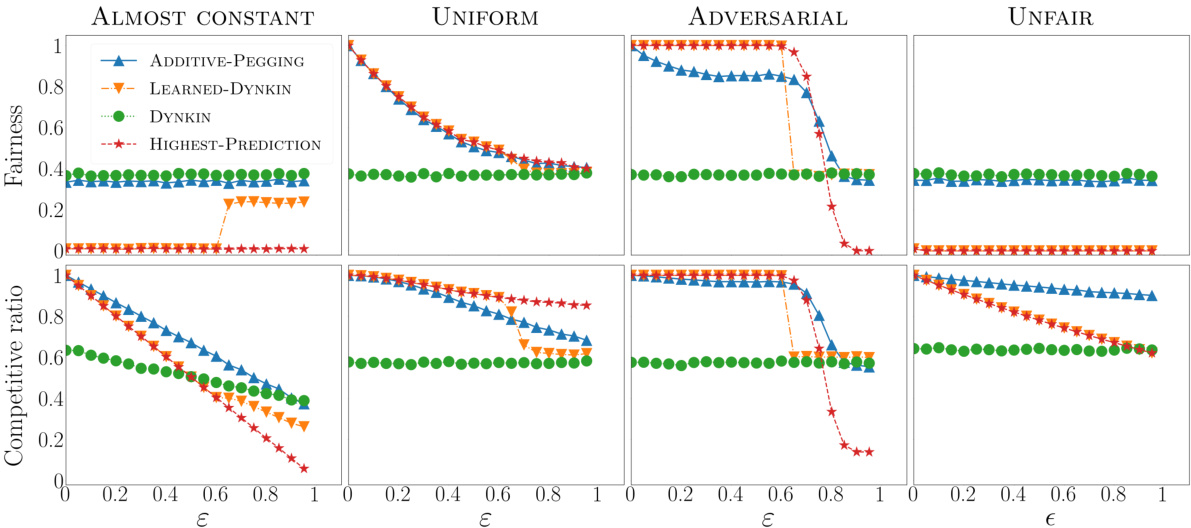 ALMOST CONSTANT UNIFORM ADVERSARIAL UNFAIR
Fairness
1
0.8
0.6
0.4
0.2
0
ADDITIVE-PEGGING
LEARNED-DYNKIN
DYNKIN
HIGHEST-PREDICTION
Competitive ratio
1
0.8
0.6
0.4
0.2
0
0 0.2 0.4 0.6 0.8 1 0 0.2 0.4 0.6 0.8 1 0 0.2 0.4 0.6 0.8 1 0 0.2 0.4 0.6 0.8 1
ε ε ε ϵ